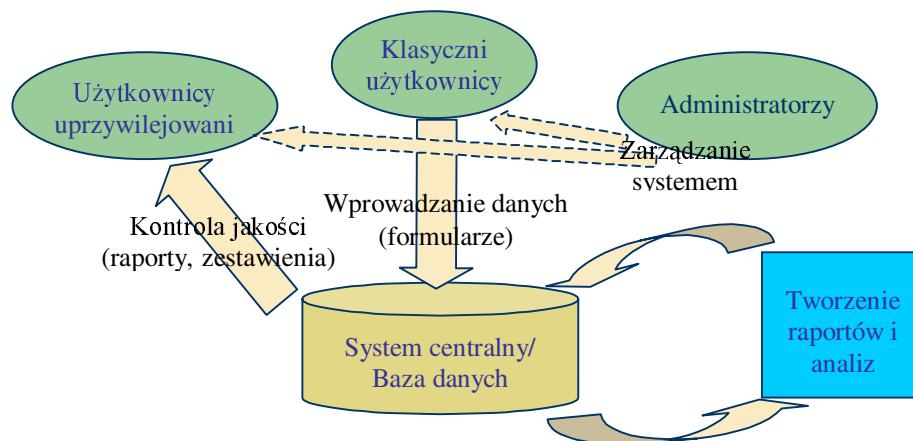 Klasyczni
użytkownicy
Użytkownicy
uprzywilejowani
Administratorzy
Zarządzanie
systemem
Wprowadzanie danych
(formularze)
Kontrola jakości
(raporty, zestawienia)
Tworzenie
raportów i
analiz
System centralny/
Baza danych